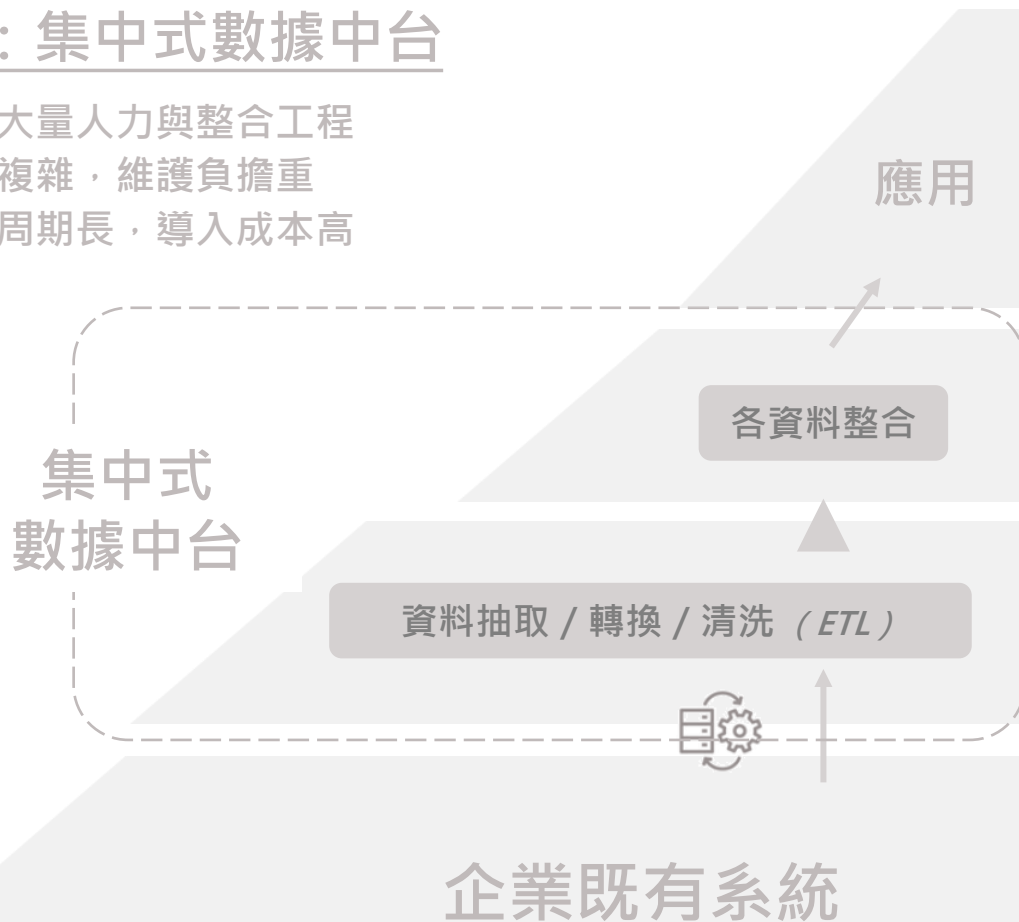 : 集中式數據中台
大量人力與整合工程
複雜，維護負擔重
周期長，導入成本高
應用
各資料整合
集中式
數據中台
資料抽取 / 轉換 / 清洗 （ETL）
企業既有系統